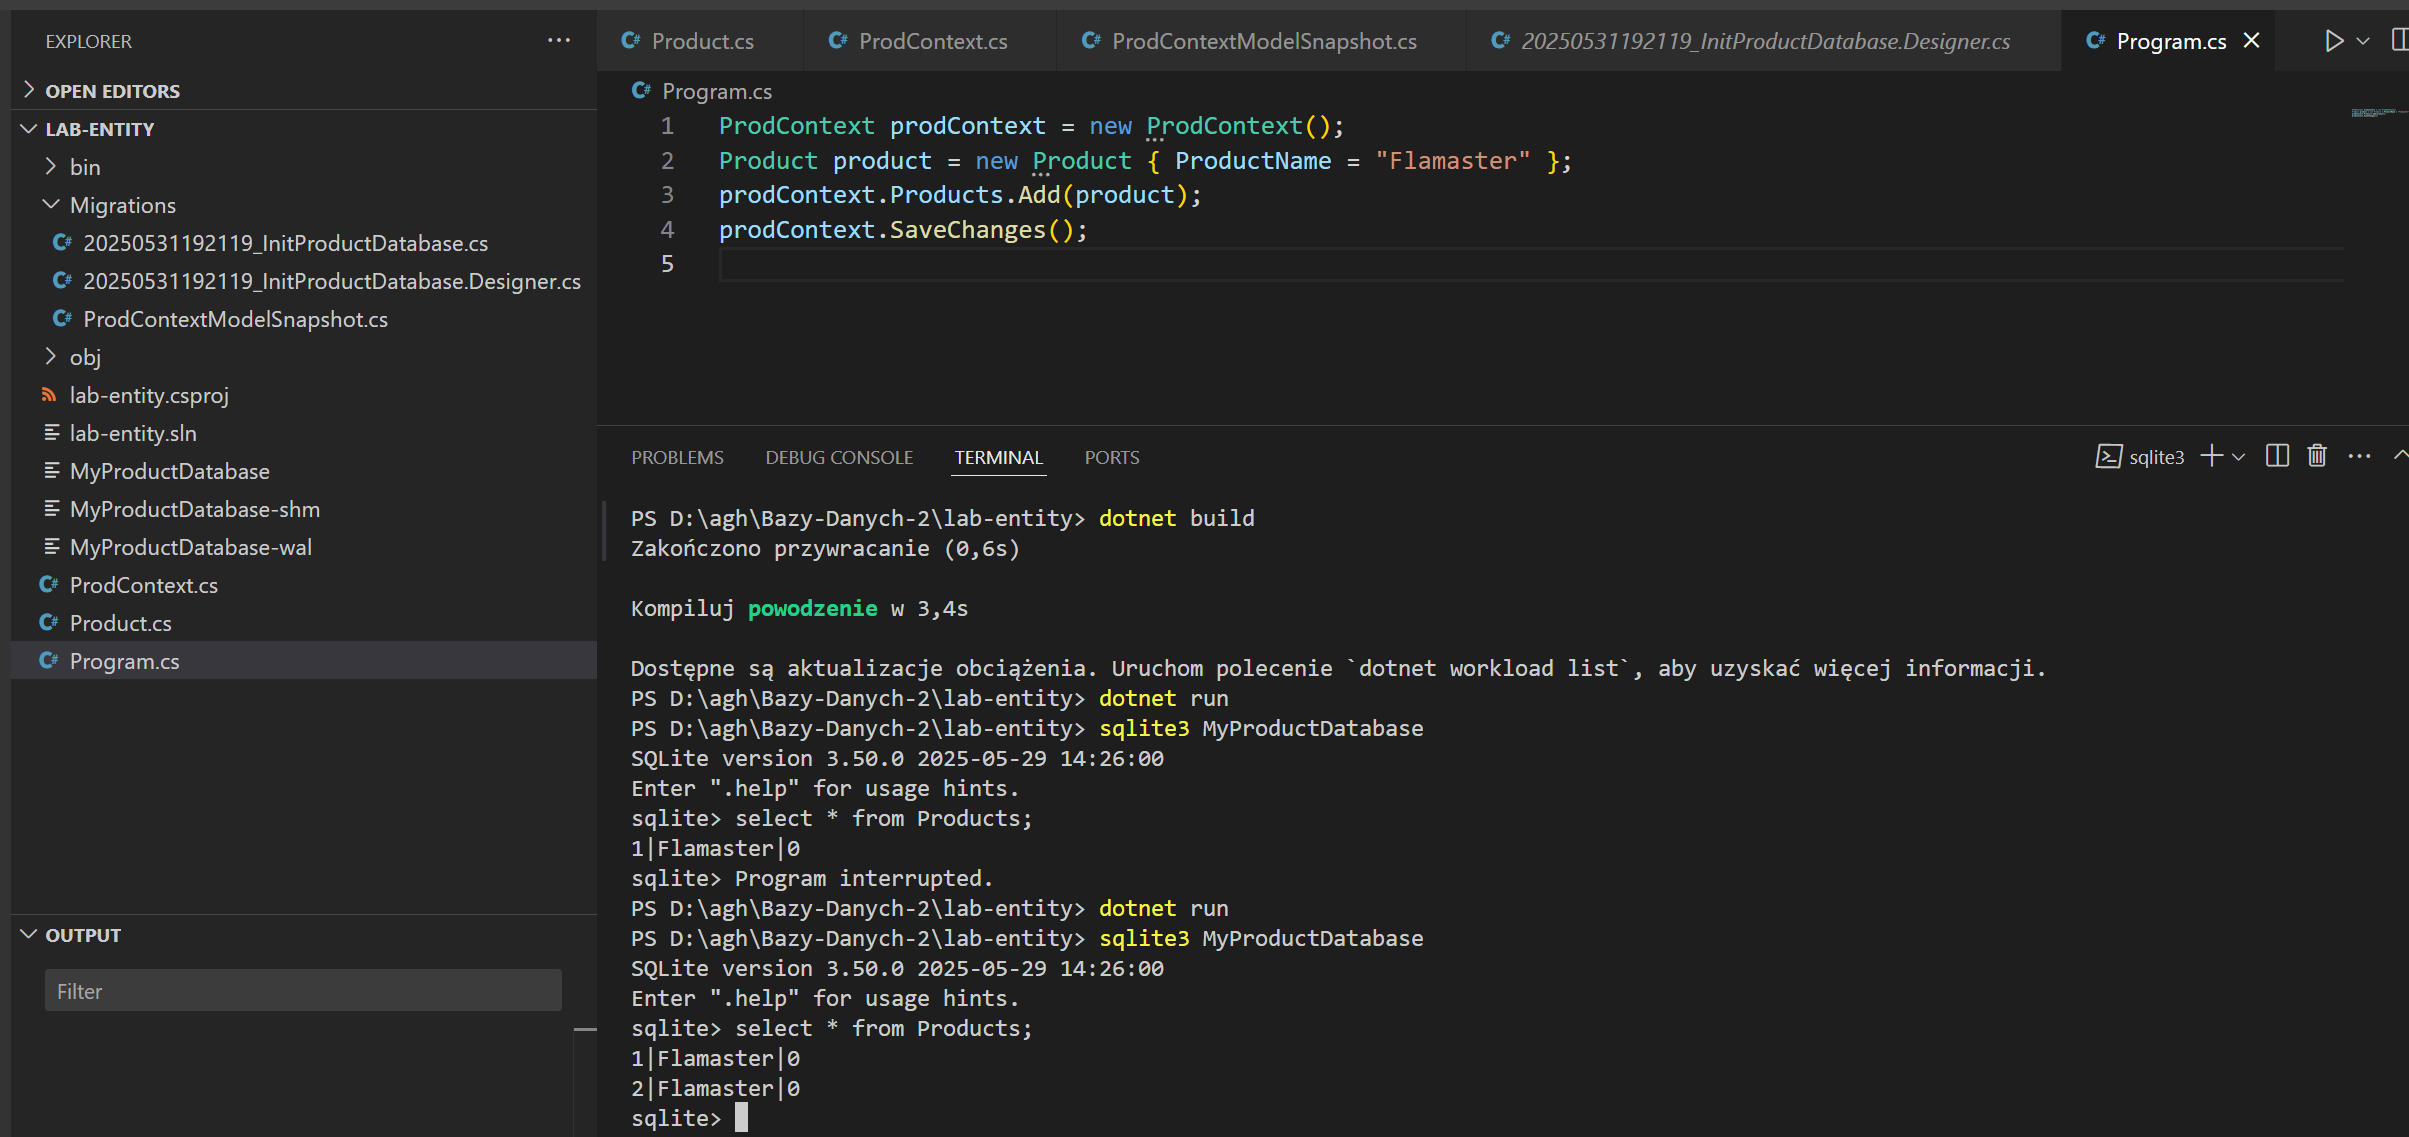 EXPLORER
OPEN EDITORS
LAB-ENTITY
bin
Migrations
20250531192119_InitProductDatabase.cs
20250531192119_InitProductDatabase.Designer.cs
ProdContextModelSnapshot.cs
obj
lab-entity.csproj
lab-entity.sln
MyProductDatabase
MyProductDatabase-shm
MyProductDatabase-wal
ProdContext.cs
Product.cs
Program.cs
OUTPUT
Filter
Product.cs
ProdContext.cs
ProdContextModelSnapshot.cs
20250531192119_InitProductDatabase.Designer.cs
Program.cs
Program.cs
1 ProdContext prodContext = new ProdContext();
2 Product product = new Product { ProductName = "Flamaster" };
3 prodContext.Products.Add(product);
4 prodContext.SaveChanges();
5
PROBLEMS
DEBUG CONSOLE
TERMINAL
PORTS
sqlite3
PS D:\agh\Bazy-Danych-2\lab-entity> dotnet build
Zakończono przywracanie (0,6s)
Kompiluj powodzenie w 3,4s
Dostępne są aktualizacje obciążenia. Uruchom polecenie `dotnet workload list`, aby uzyskać więcej informacji.
PS D:\agh\Bazy-Danych-2\lab-entity> dotnet run
PS D:\agh\Bazy-Danych-2\lab-entity> sqlite3 MyProductDatabase
SQLite version 3.50.0 2025-05-29 14:26:00
Enter ".help" for usage hints.
sqlite> select * from Products;
1|Flamaster|0
sqlite> Program interrupted.
PS D:\agh\Bazy-Danych-2\lab-entity> dotnet run
PS D:\agh\Bazy-Danych-2\lab-entity> sqlite3 MyProductDatabase
SQLite version 3.50.0 2025-05-29 14:26:00
Enter ".help" for usage hints.
sqlite> select * from Products;
1|Flamaster|0
2|Flamaster|0
sqlite>